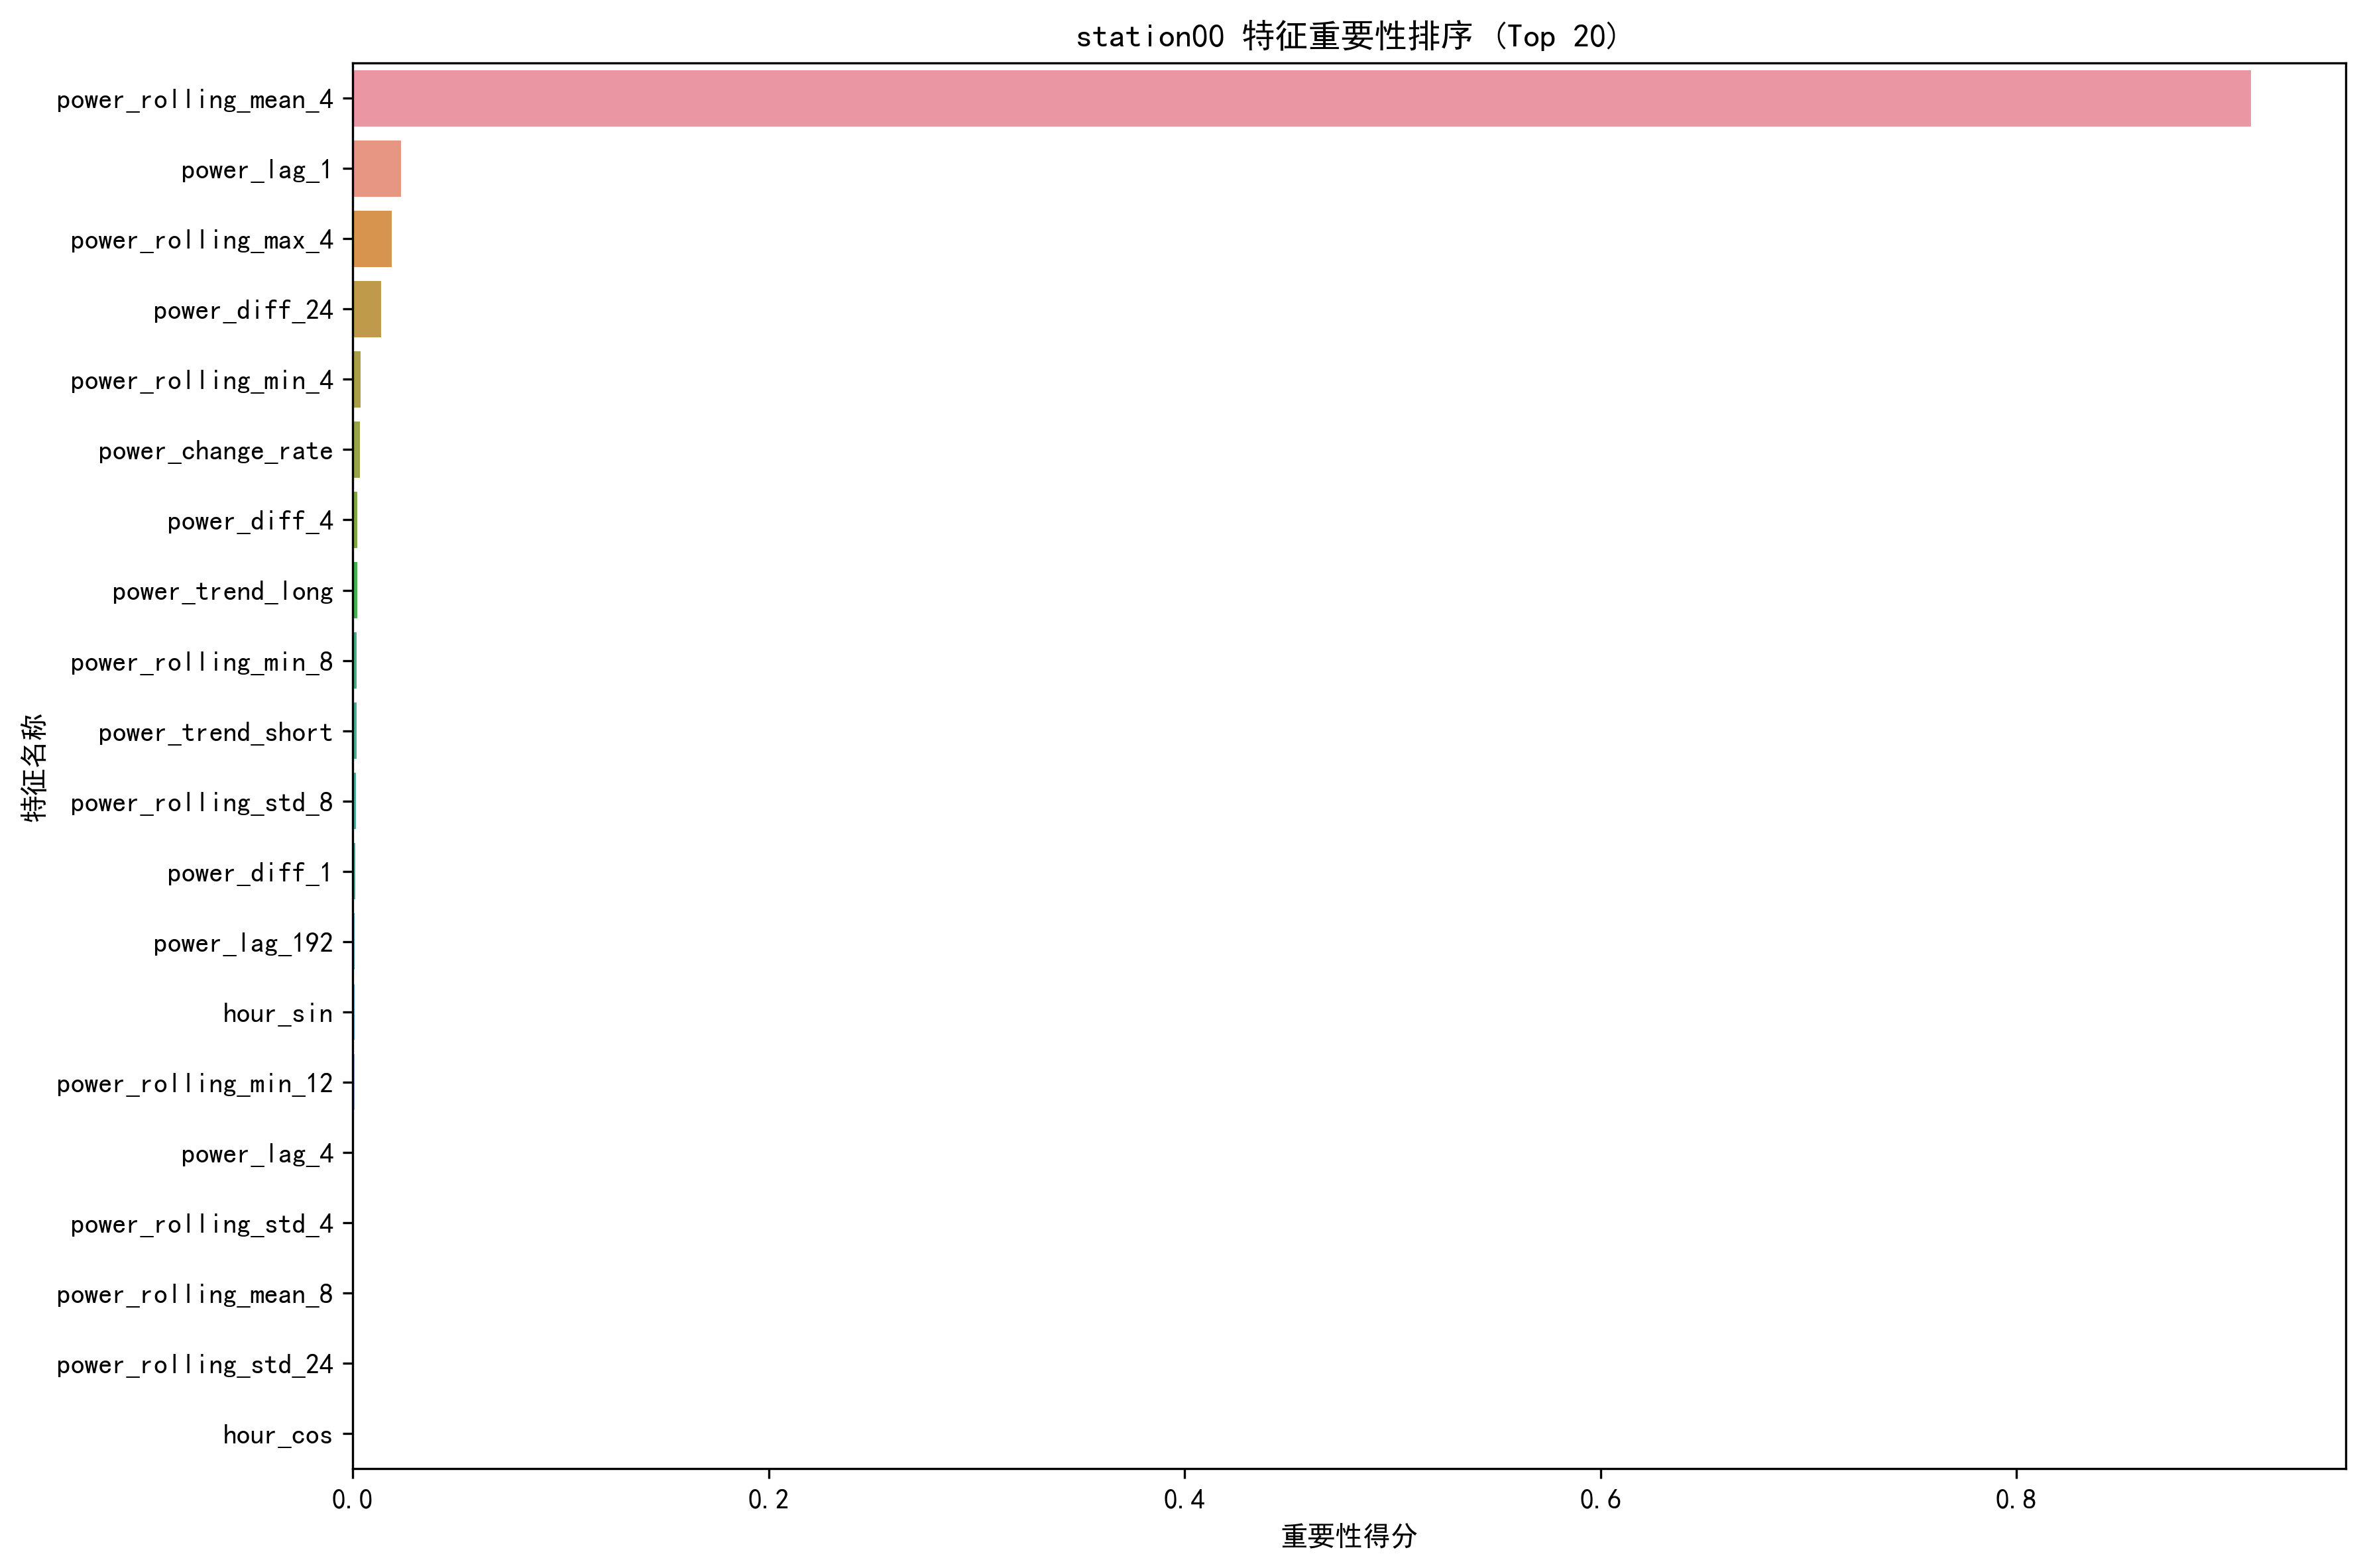 station00 特征重要性排序 (Top 20)
power_rolling_mean_4
power_lag_1
power_rolling_max_4
power_diff_24
power_rolling_min_4
power_change_rate
power_diff_4
power_trend_long
power_rolling_min_8
power_trend_short
power_rolling_std_8
power_diff_1
power_lag_192
hour_sin
power_rolling_min_12
power_lag_4
power_rolling_std_4
power_rolling_mean_8
power_rolling_std_24
hour_cos
特征名称
0.0 0.2 0.4 0.6 0.8
重要性得分